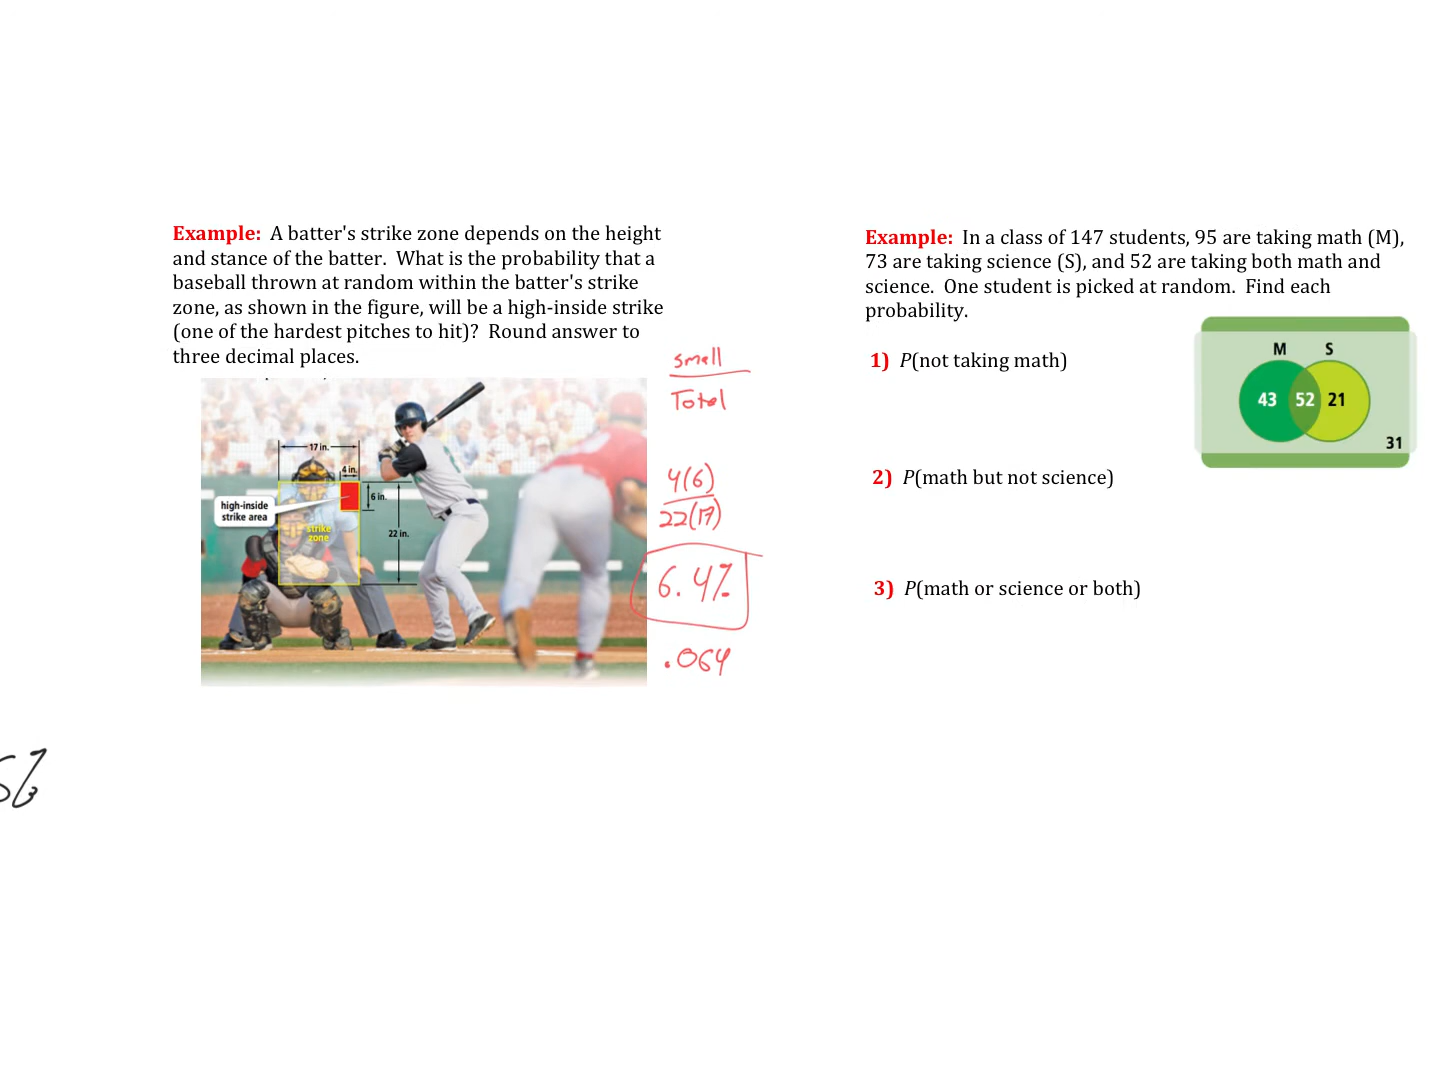 Example: A batter's strike zone depends on the height
and stance of the batter. What is the probability that a
baseball thrown at random within the batter's strike
zone, as shown in the figure, will be a high-inside strike
(one of the hardest pitches to hit)? Round answer to
three decimal places.
small
Total
17 in.
4 in.
6 in.
high-inside
strike area
strike
zone
22 in.
4(6)
22(17)
6.4%
.064
5%
Example: In a class of 147 students, 95 are taking math (M),
73 are taking science (S), and 52 are taking both math and
science. One student is picked at random. Find each
probability.
M S
43 52 21
31
1) P(not taking math)
2) P(math but not science)
3) P(math or science or both)